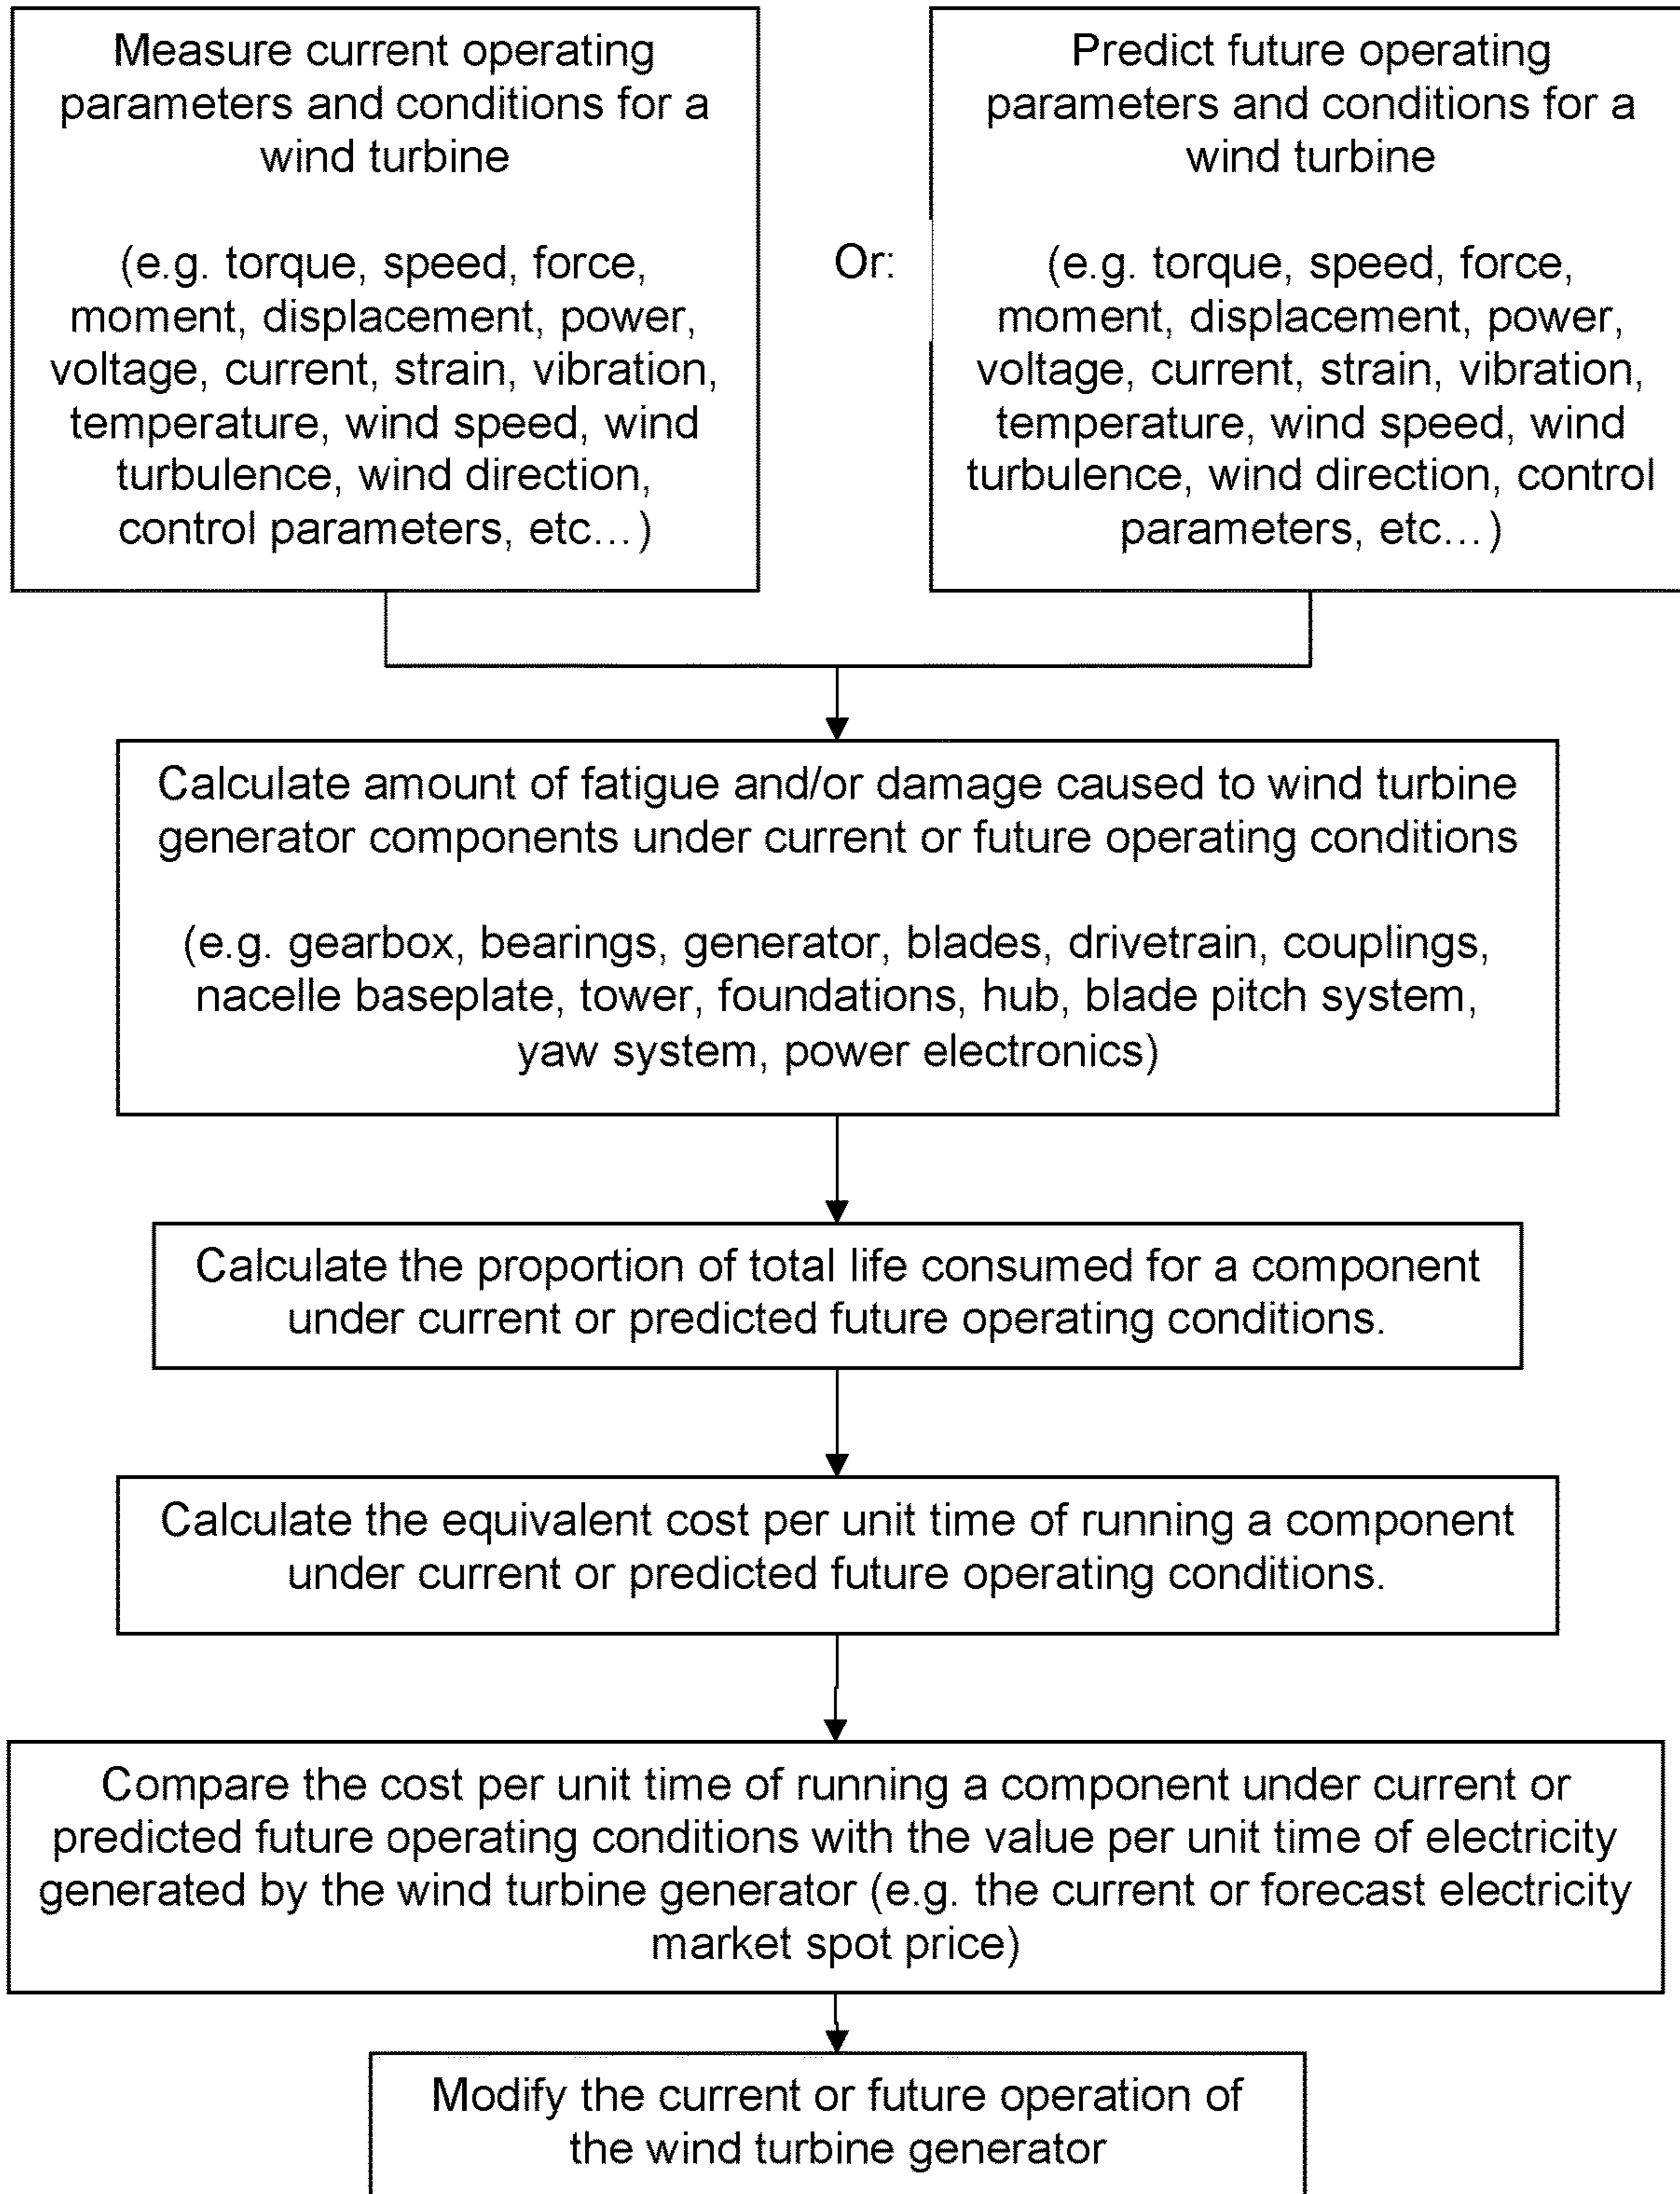 Measure current operating
parameters and conditions for a
wind turbine
(e.g. torque, speed, force,
moment, displacement, power,
voltage, current, strain, vibration,
temperature, wind speed, wind
turbulence, wind direction,
control parameters, etc...)
Or:
Predict future operating
parameters and conditions for a
wind turbine
(e.g. torque, speed, force,
moment, displacement, power,
voltage, current, strain, vibration,
temperature, wind speed, wind
turbulence, wind direction, control
parameters, etc...)
Calculate amount of fatigue and/or damage caused to wind turbine
generator components under current or future operating conditions
(e.g. gearbox, bearings, generator, blades, drivetrain, couplings,
nacelle baseplate, tower, foundations, hub, blade pitch system,
yaw system, power electronics)
Calculate the proportion of total life consumed for a component
under current or predicted future operating conditions.
Calculate the equivalent cost per unit time of running a component
under current or predicted future operating conditions.
Compare the cost per unit time of running a component under current or
predicted future operating conditions with the value per unit time of electricity
generated by the wind turbine generator (e.g. the current or forecast electricity
market spot price)
Modify the current or future operation of
the wind turbine generator